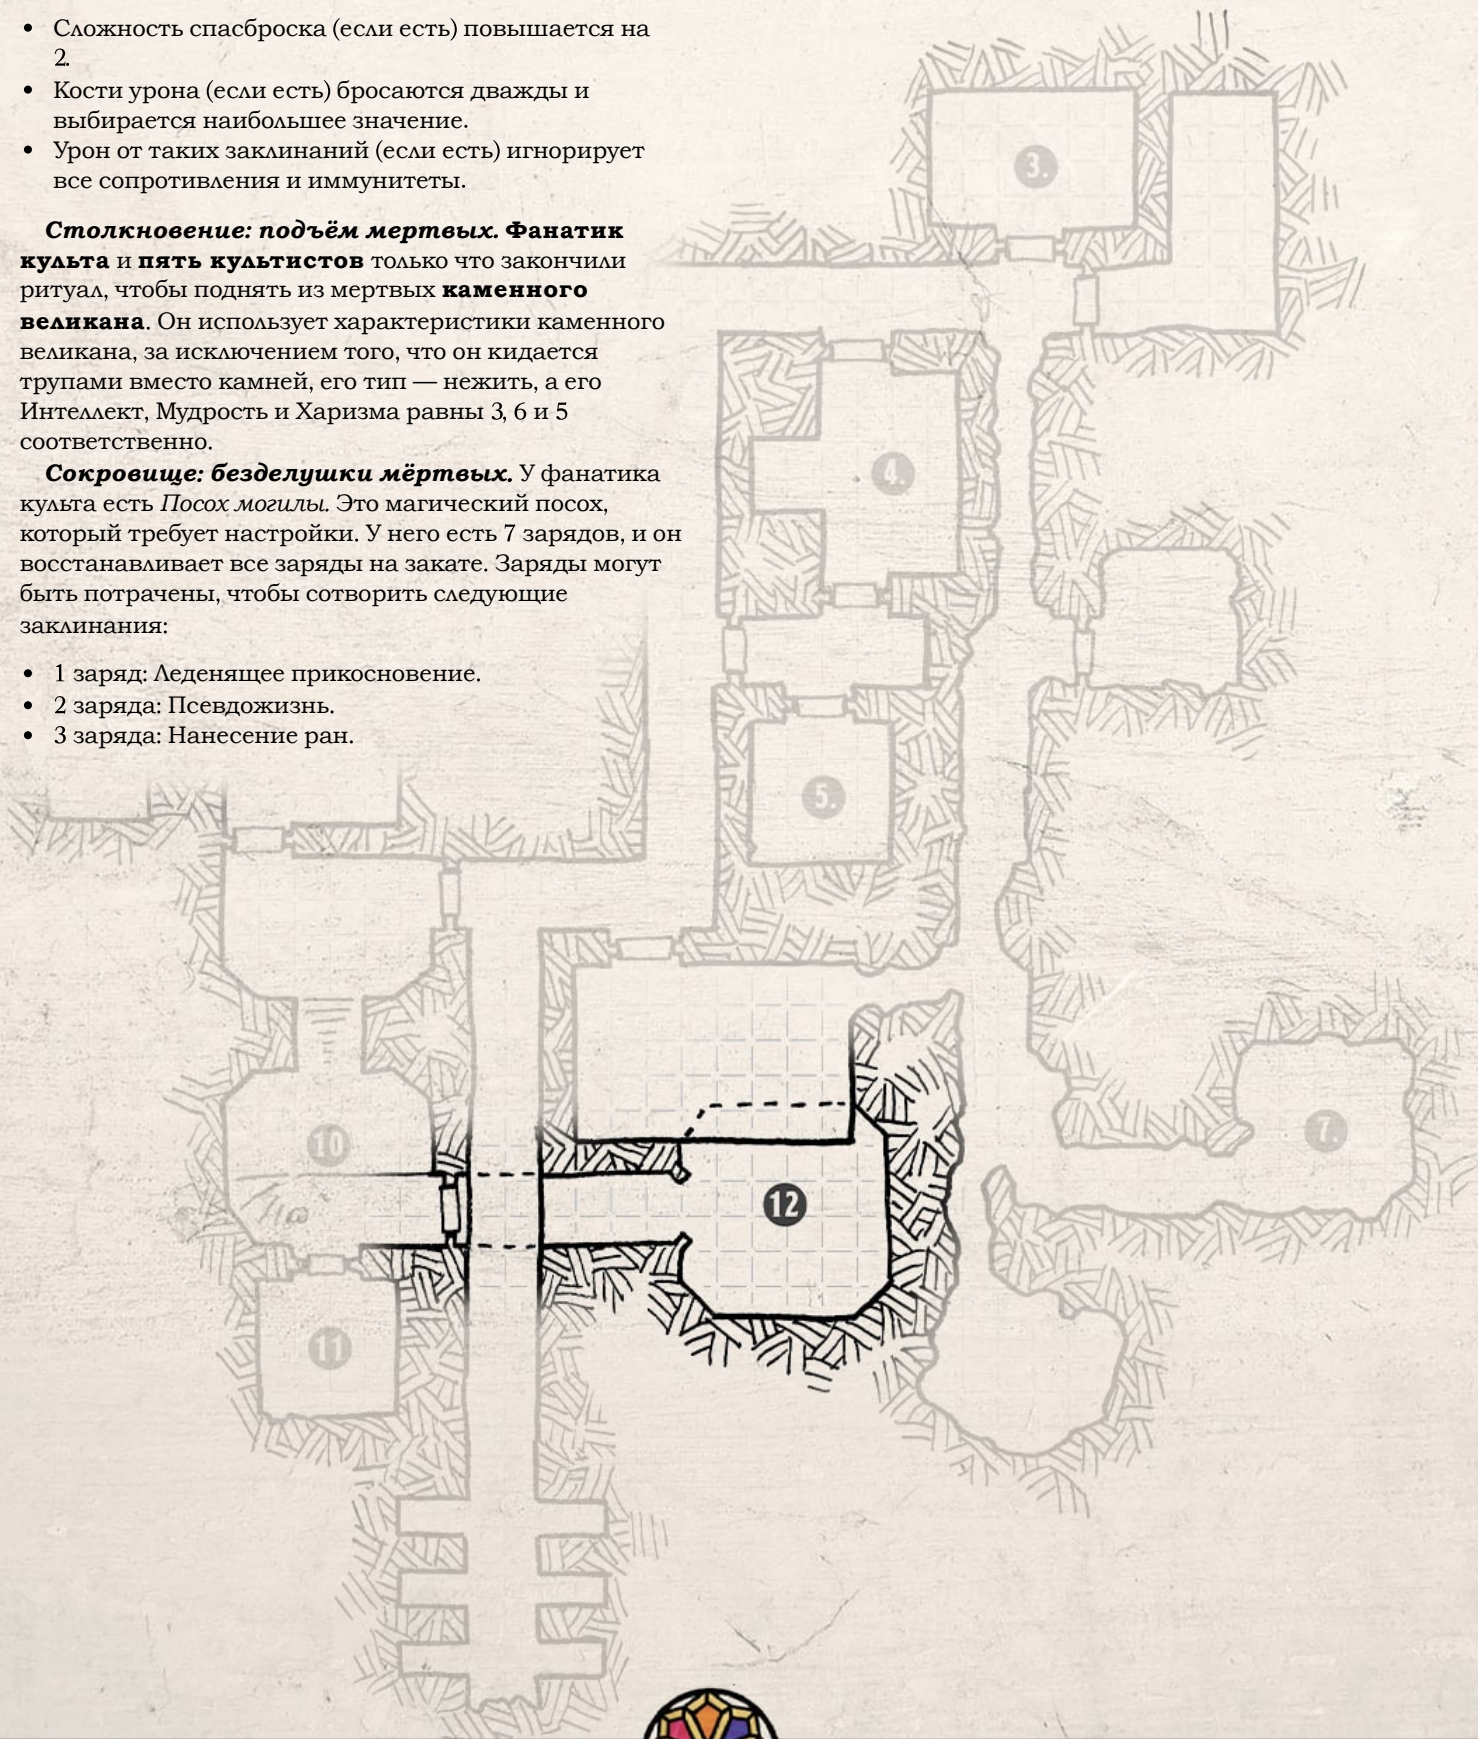 • Сложность спасброска (если есть) повышается на
2.
• Кости урона (если есть) бросаются дважды и
выбирается наибольшее значение.
• Урон от таких заклинаний (если есть) игнорирует
все сопротивления и иммунитеты.
Столкновение: подъём мертвых. Фанатик
культа и пять культистов только что закончили
ритуал, чтобы поднять из мертвых каменного
великана. Он использует характеристики каменного
великана, за исключением того, что он кидается
трупами вместо камней, его тип — нежить, а его
Интеллект, Мудрость и Харизма равны 3, 6 и 5
соответственно.
Сокровище: безделушки мёртвых. У фанатика
культа есть Посох могилы. Это магический посох,
который требует настройки. У него есть 7 зарядов, и он
восстанавливает все заряды на закате. Заряды могут
быть потрачены, чтобы сотворить следующие
заклинания:
• 1 заряд: Леденящее прикосновение.
• 2 заряда: Псевдожизнь.
• 3 заряда: Нанесение ран.
3.
4.
5.
10
7.
12
11